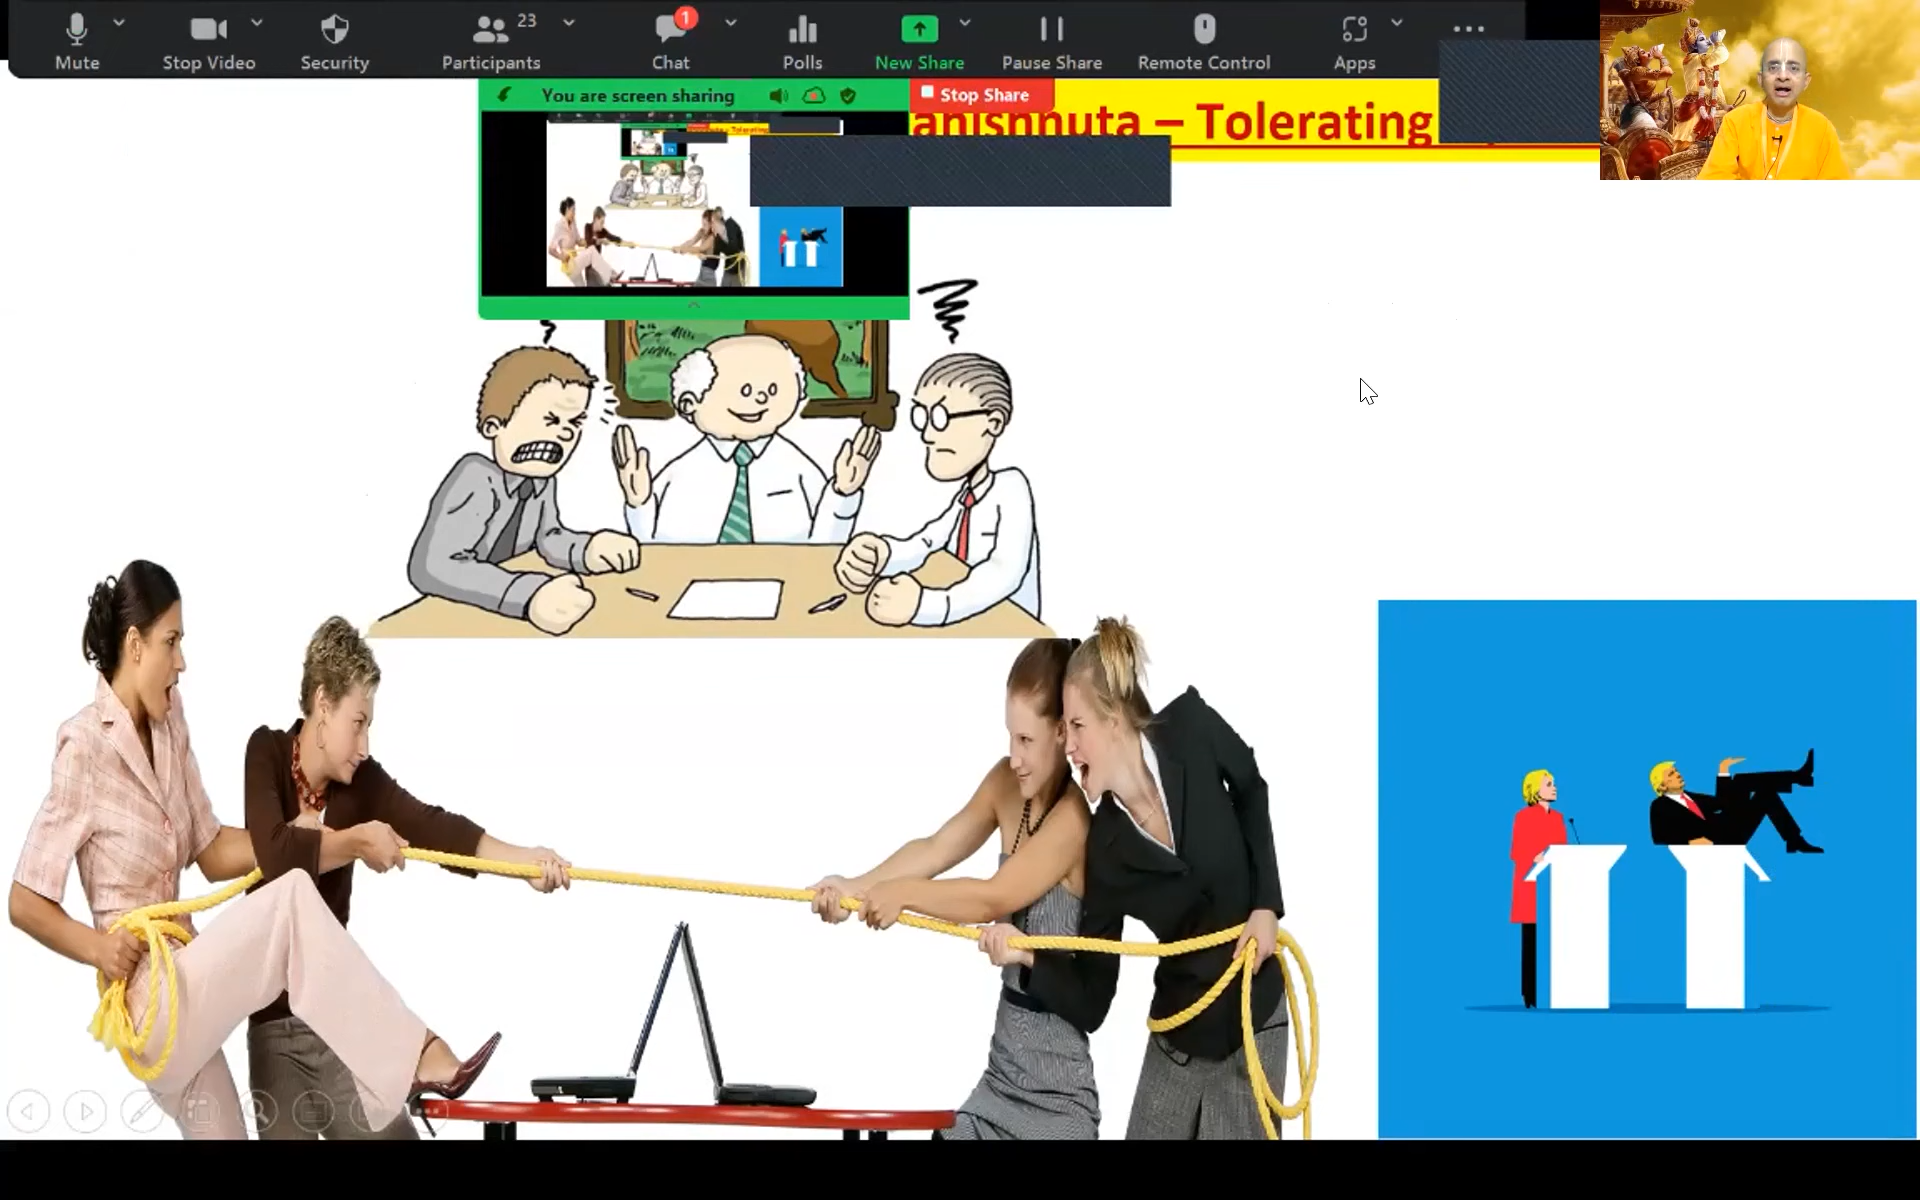 Mute
Stop Video
Security
Participants
23
Chat
1
Polls
New Share
Pause Share
Remote Control
Apps
You are screen sharing
Stop Share
– Tolerating